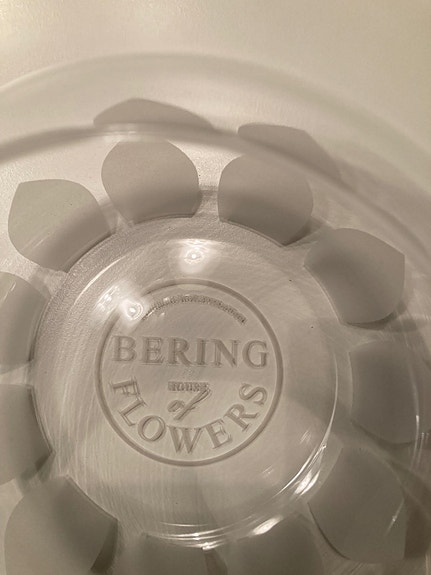 BERING
HOUSE
of
FLOWERS